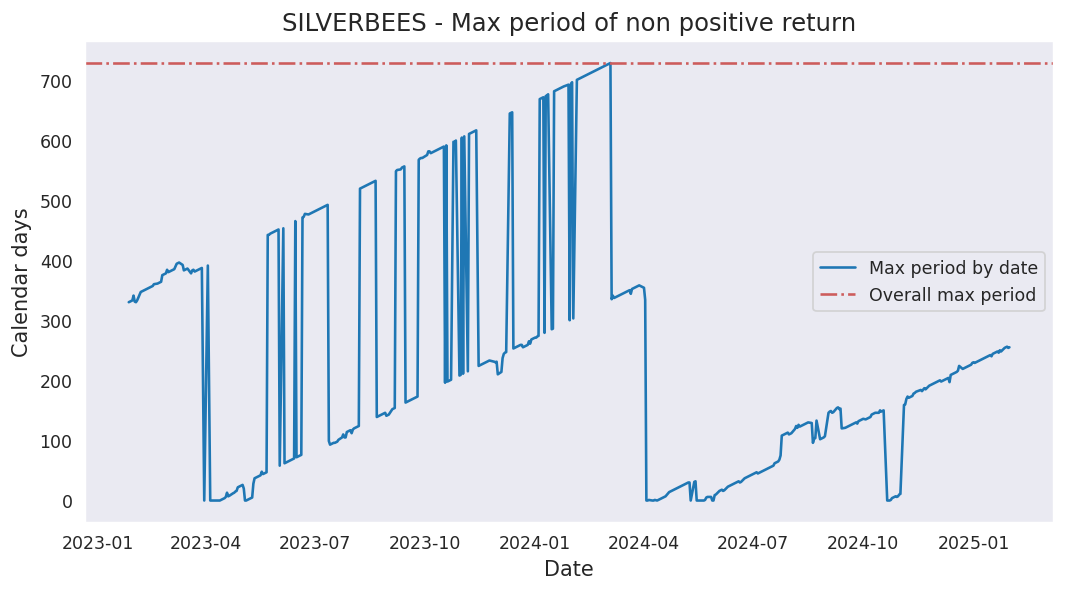 SILVERBEES - Max period of non positive return
Calendar days
700
600
500
400
300
200
100
0
Max period by date
Overall max period
2023-01 2023-04 2023-07 2023-10 2024-01 2024-04 2024-07 2024-10 2025-01
Date